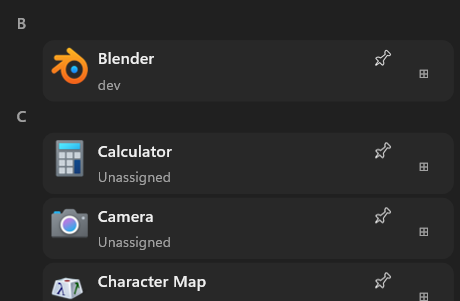 B
Blender
dev
C
Calculator
Unassigned
Camera
Unassigned
Character Map